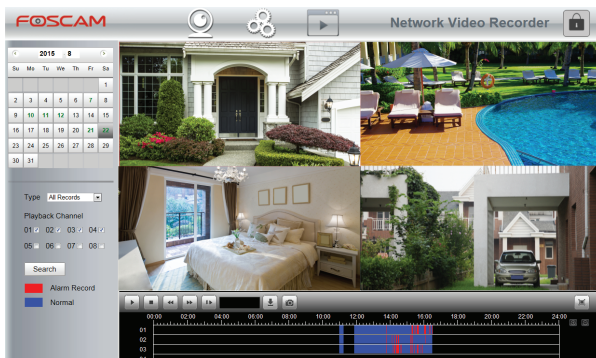 FOSCAM
Network Video Recorder
2015 8
Su Mo Tu We Th Fr Sa
1
2 3 4 5 6 7 8
9 10 11 12 13 14 15
16 17 18 19 20 21 22
23 24 25 26 27 28 29
30 31
Type All Records
Playback Channel
01 02 03 04
05 06 07 08
Search
Alarm Record
Normal
00:00 02:00 04:00 06:00 08:00 10:00 12:00 14:00 16:00 18:00 20:00 22:00 24:00
01
02
03